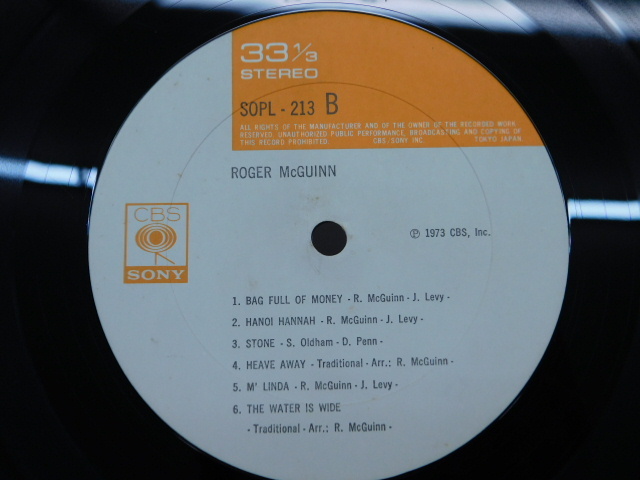 33 1/3
STEREO
SOPL - 213 B
ALL RIGHTS OF THE MANUFACTURER AND OF THE OWNER OF THE RECORDED WORK
RESERVED. UNAUTHORIZED PUBLIC PERFORMANCE, BROADCASTING AND COPYING OF
THIS RECORD PROHIBITED. CBS/SONY INC. TOKYO JAPAN
ROGER McGUINN
CBS
SONY
℗ 1973 CBS, Inc.
1. BAG FULL OF MONEY - R. McGuinn - J. Levy -
2. HANOI HANNAH - R. McGuinn - J. Levy -
3. STONE - S. Oldham - D. Penn -
4. HEAVE AWAY - Traditional - Arr.: R. McGuinn -
5. M' LINDA - R. McGuinn - J. Levy -
6. THE WATER IS WIDE
- Traditional - Arr.: R. McGuinn -